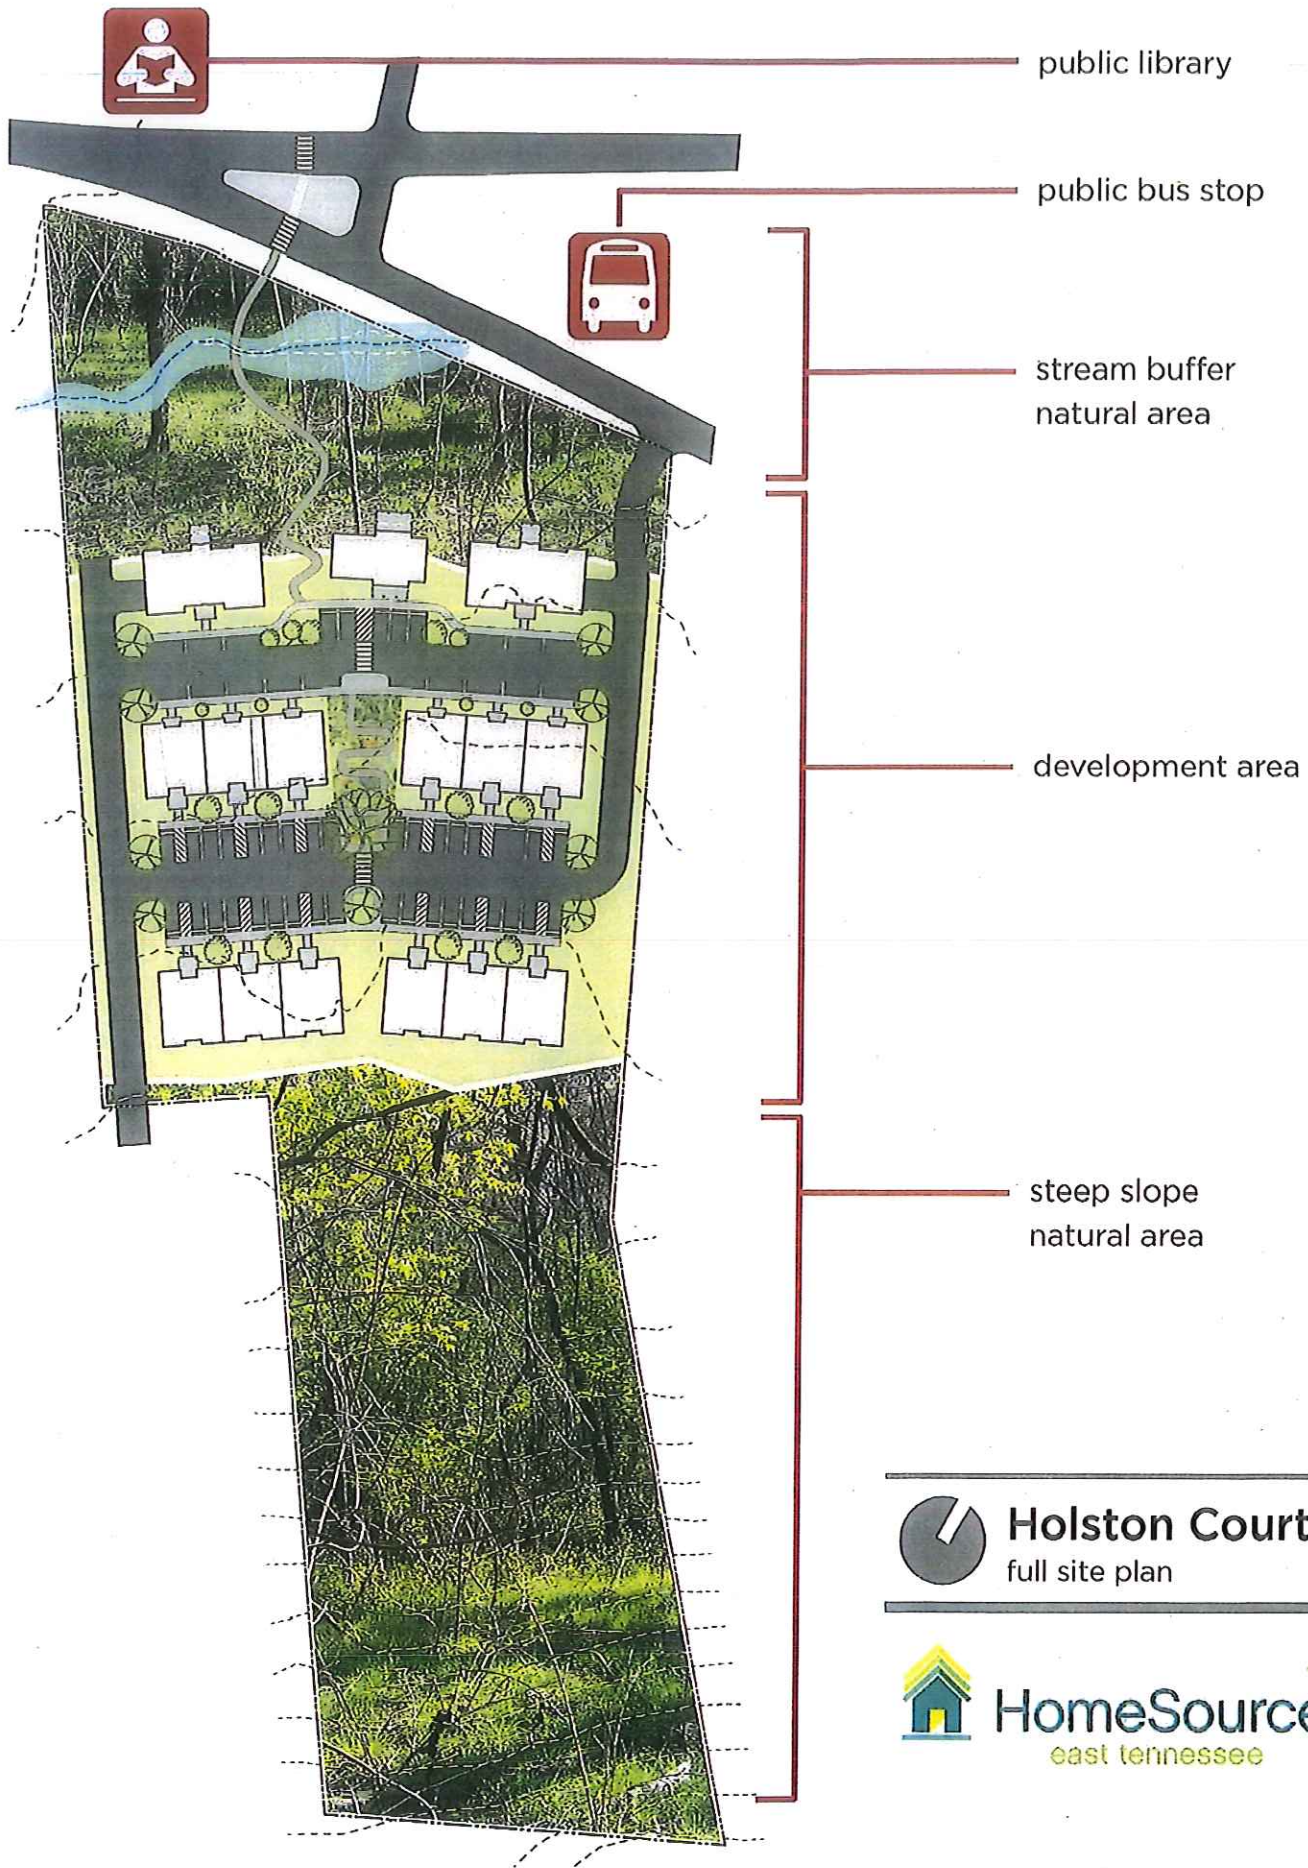 public library
public bus stop
stream buffer
natural area
development area
steep slope
natural area
Holston Court
full site plan
HomeSource
east tennessee